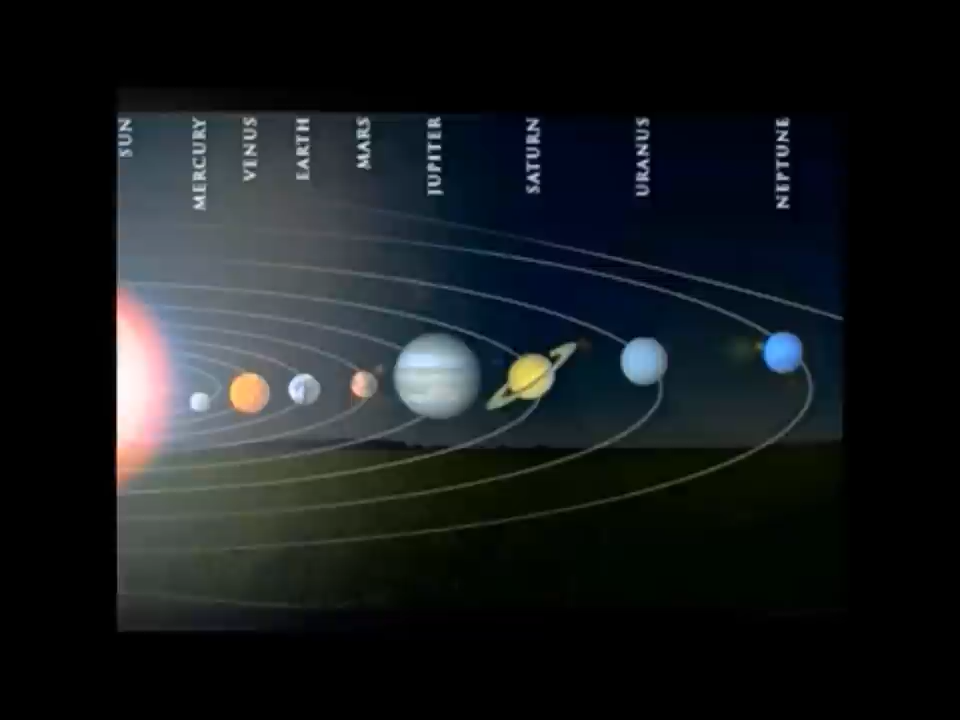 SUN
MERCURY
VENUS
EARTH
MARS
JUPITER
SATURN
URANUS
NEPTUNE